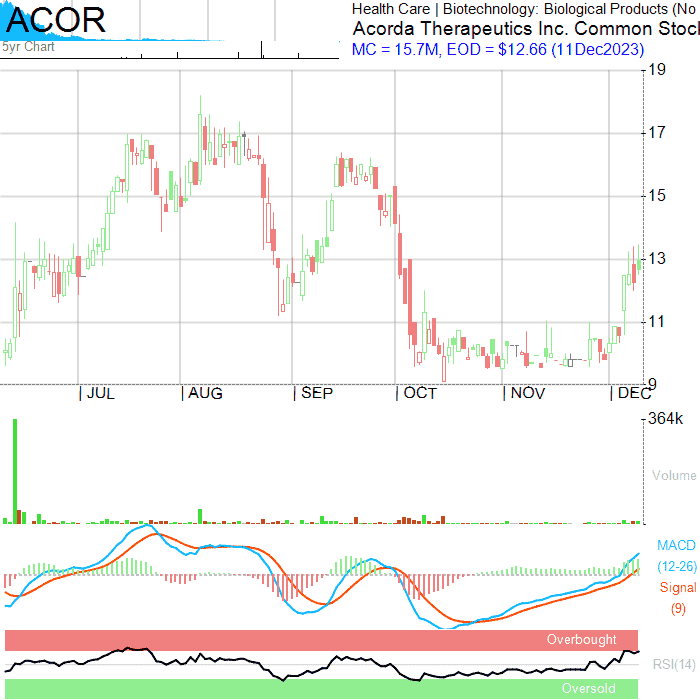 ACOR
5yr Chart
Health Care | Biotechnology: Biological Products (No
Acorda Therapeutics Inc. Common Stoc
MC = 15.7M, EOD = $12.66 (11Dec2023)
19
17
15
13
11
9
| JUL | AUG | SEP | OCT | NOV | DEC
364k
Volume
MACD
(12-26)
Signal
(9)
Overbought
RSI(14)
Oversold